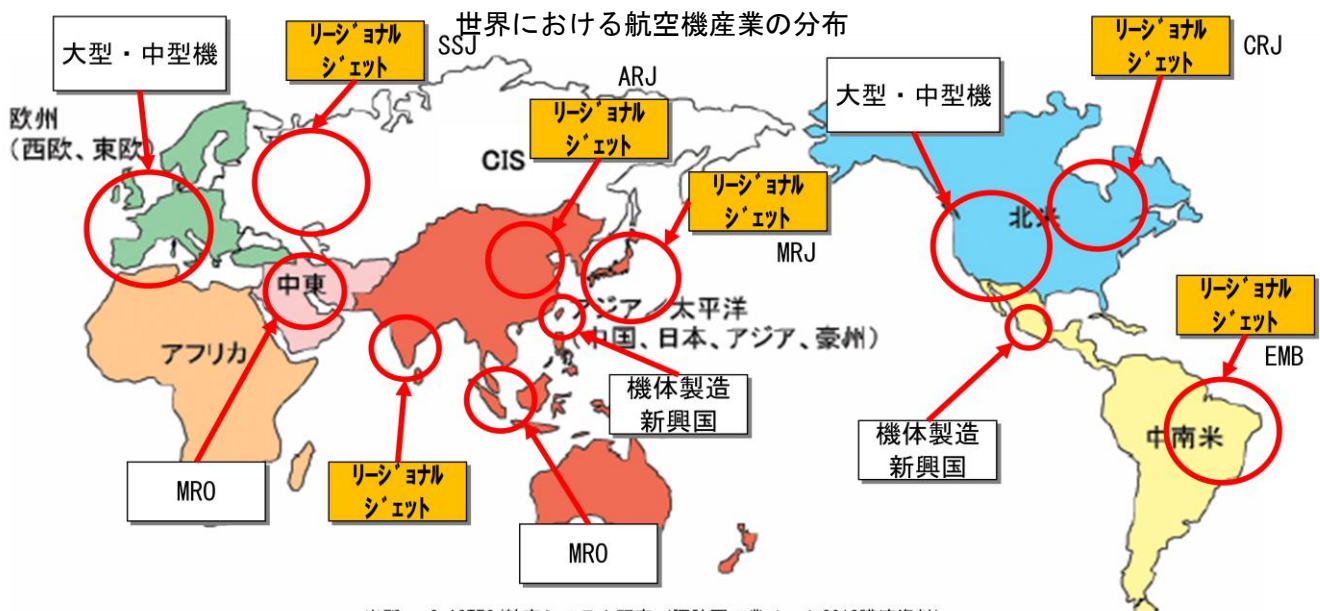 世界における航空機産業の分布
大型・中型機
リージョナル
ジェット
SSJ
ARJ
リージョナル
ジェット
大型・中型機
リージョナル
ジェット
CRJ
欧州
(西欧、東欧)
CIS
リージョナル
ジェット
MRJ
北米
中東
アジア／太平洋
(中国、日本、アジア、豪州)
リージョナル
ジェット
EMB
アフリカ
機体製造
新興国
機体製造
新興国
中南米
MRO
リージョナル
ジェット
MRO